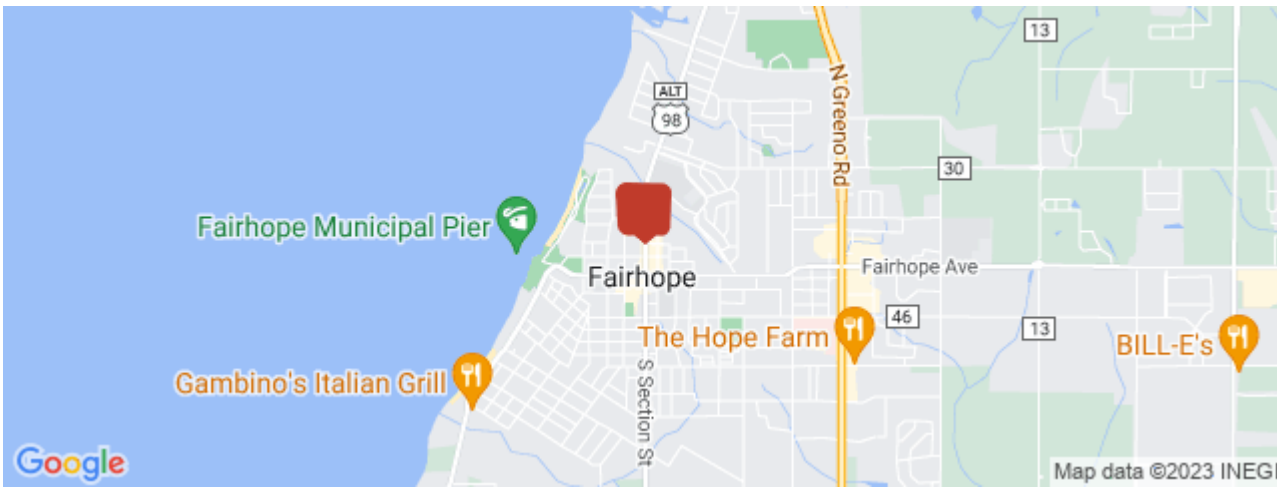 13
ALT
98
N Greeno Rd
30
Fairhope Municipal Pier
Fairhope
Fairhope Ave
46
13
The Hope Farm
BILL-E's
Gambino's Italian Grill
S Section St
Google
Map data ©2023 INEGI